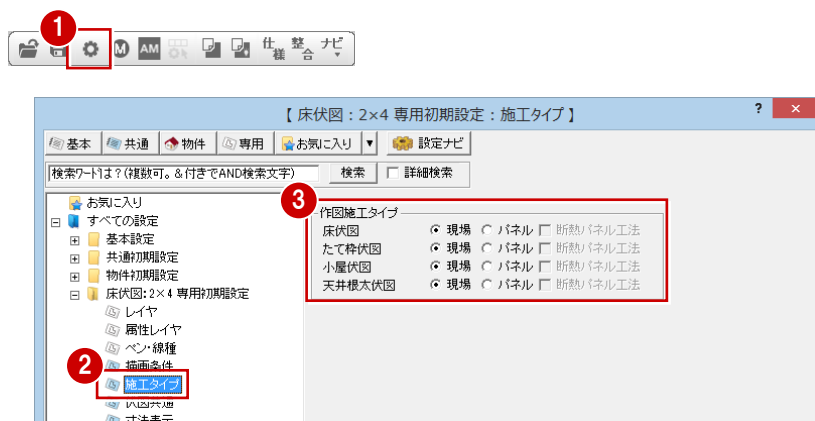 1
M AM 仕様 整合 ナビ
【 床伏図：2×4 専用初期設定：施工タイプ 】 ? ×
基本 共通 物件 専用 お気に入り ▼ 設定ナビ
検索ワードは？(複数可。&付きでAND検索文字) 検索 詳細検索
お気に入り
すべての設定
基本設定
共通初期設定
物件初期設定
床伏図:2×4 専用初期設定
レイヤ
属性レイヤ
ペン・線種
2 描画条件
施工タイプ
伏図共通
寸法表示
3
作図施工タイプ
床伏図 現場 パネル 断熱パネル工法
たて枠伏図 現場 パネル 断熱パネル工法
小屋伏図 現場 パネル 断熱パネル工法
天井根太伏図 現場 パネル 断熱パネル工法